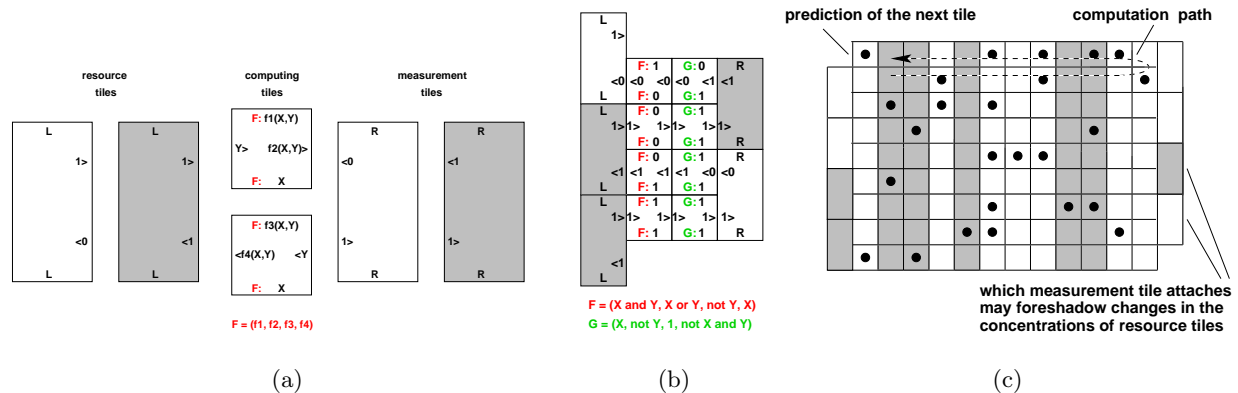 resource
tiles
computing
tiles
measurement
tiles
L
1>
<0
L
L
1>
<1
L
F: f1(X,Y)
Y> f2(X,Y)>
F: X
F: f3(X,Y)
<f4(X,Y) <Y
F: X
R
<0
1>
R
R
<1
1>
R
F = (f1, f2, f3, f4)
(a)
L
1>
F: 1 G: 0 R
<0 <0 <0 <0 <1 <1
L F: 0 G: 1
L F: 0 G: 1
1> 1> 1> 1> 1> 1>
F: 0 G: 1 R
F: 0 G: 1 R
<1 <1 <1 <1 <0 <0
L F: 1 G: 1
L F: 1 G: 1
1> 1> 1> 1> 1> 1>
F: 1 G: 1 R
<1
L
F = (X and Y, X or Y, not Y, X)
G = (X, not Y, 1, not X and Y)
(b)
prediction of the next tile
computation path
which measurement tile attaches
may foreshadow changes in the
concentrations of resource tiles
(c)